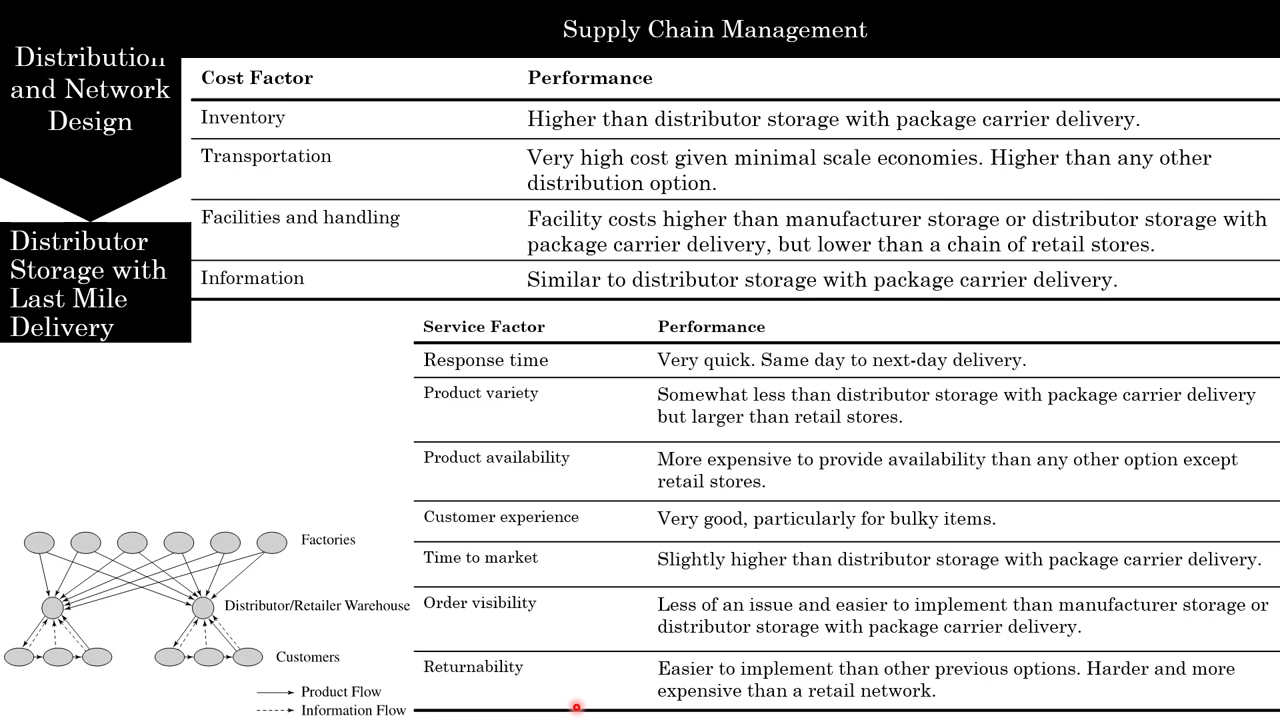 Supply Chain Management
Distribution
and Network
Design
Distributor
Storage with
Last Mile
Delivery
Cost Factor Performance
Inventory Higher than distributor storage with package carrier delivery.
Transportation Very high cost given minimal scale economies. Higher than any other
distribution option.
Facilities and handling Facility costs higher than manufacturer storage or distributor storage with
package carrier delivery, but lower than a chain of retail stores.
Information Similar to distributor storage with package carrier delivery.
Service Factor Performance
Response time Very quick. Same day to next-day delivery.
Product variety Somewhat less than distributor storage with package carrier delivery
but larger than retail stores.
Product availability More expensive to provide availability than any other option except
retail stores.
Customer experience Very good, particularly for bulky items.
Time to market Slightly higher than distributor storage with package carrier delivery.
Order visibility Less of an issue and easier to implement than manufacturer storage or
distributor storage with package carrier delivery.
Returnability Easier to implement than other previous options. Harder and more
expensive than a retail network.
Factories
Distributor/Retailer Warehouse
Customers
Product Flow
Information Flow